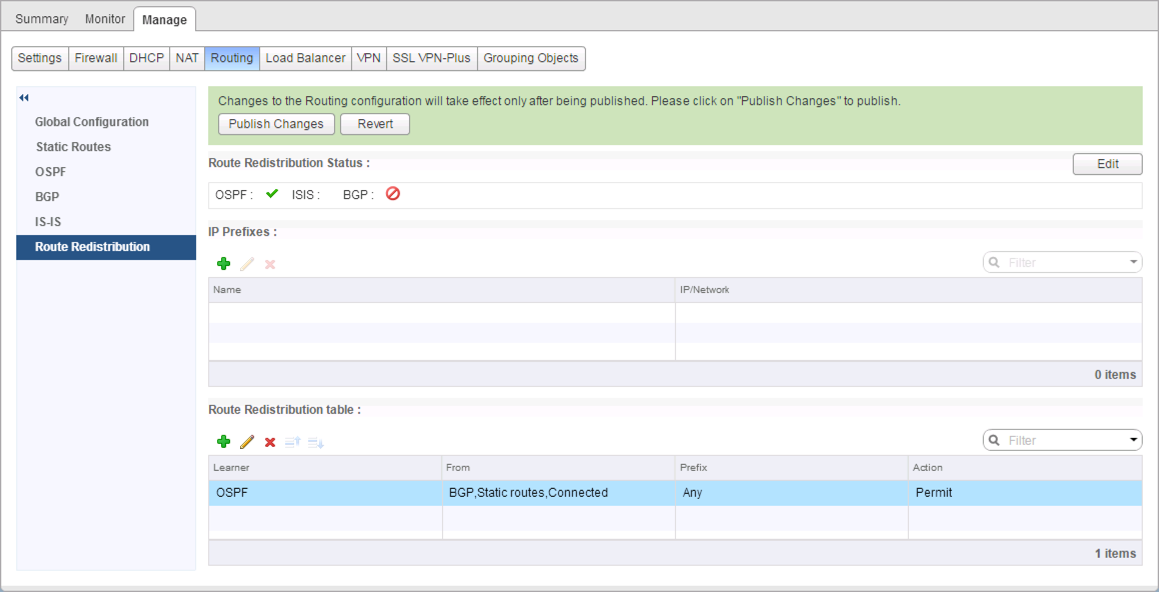 Summary Monitor Manage
Settings Firewall DHCP NAT Routing Load Balancer VPN SSL VPN-Plus Grouping Objects
Global Configuration
Static Routes
OSPF
BGP
IS-IS
Route Redistribution
Changes to the Routing configuration will take effect only after being published. Please click on "Publish Changes" to publish.
Publish Changes Revert
Route Redistribution Status :
Edit
OSPF : ISIS : BGP :
IP Prefixes :
Filter
Name IP/Network
0 items
Route Redistribution table :
Filter
Learner From Prefix Action
OSPF BGP,Static routes,Connected Any Permit
1 items